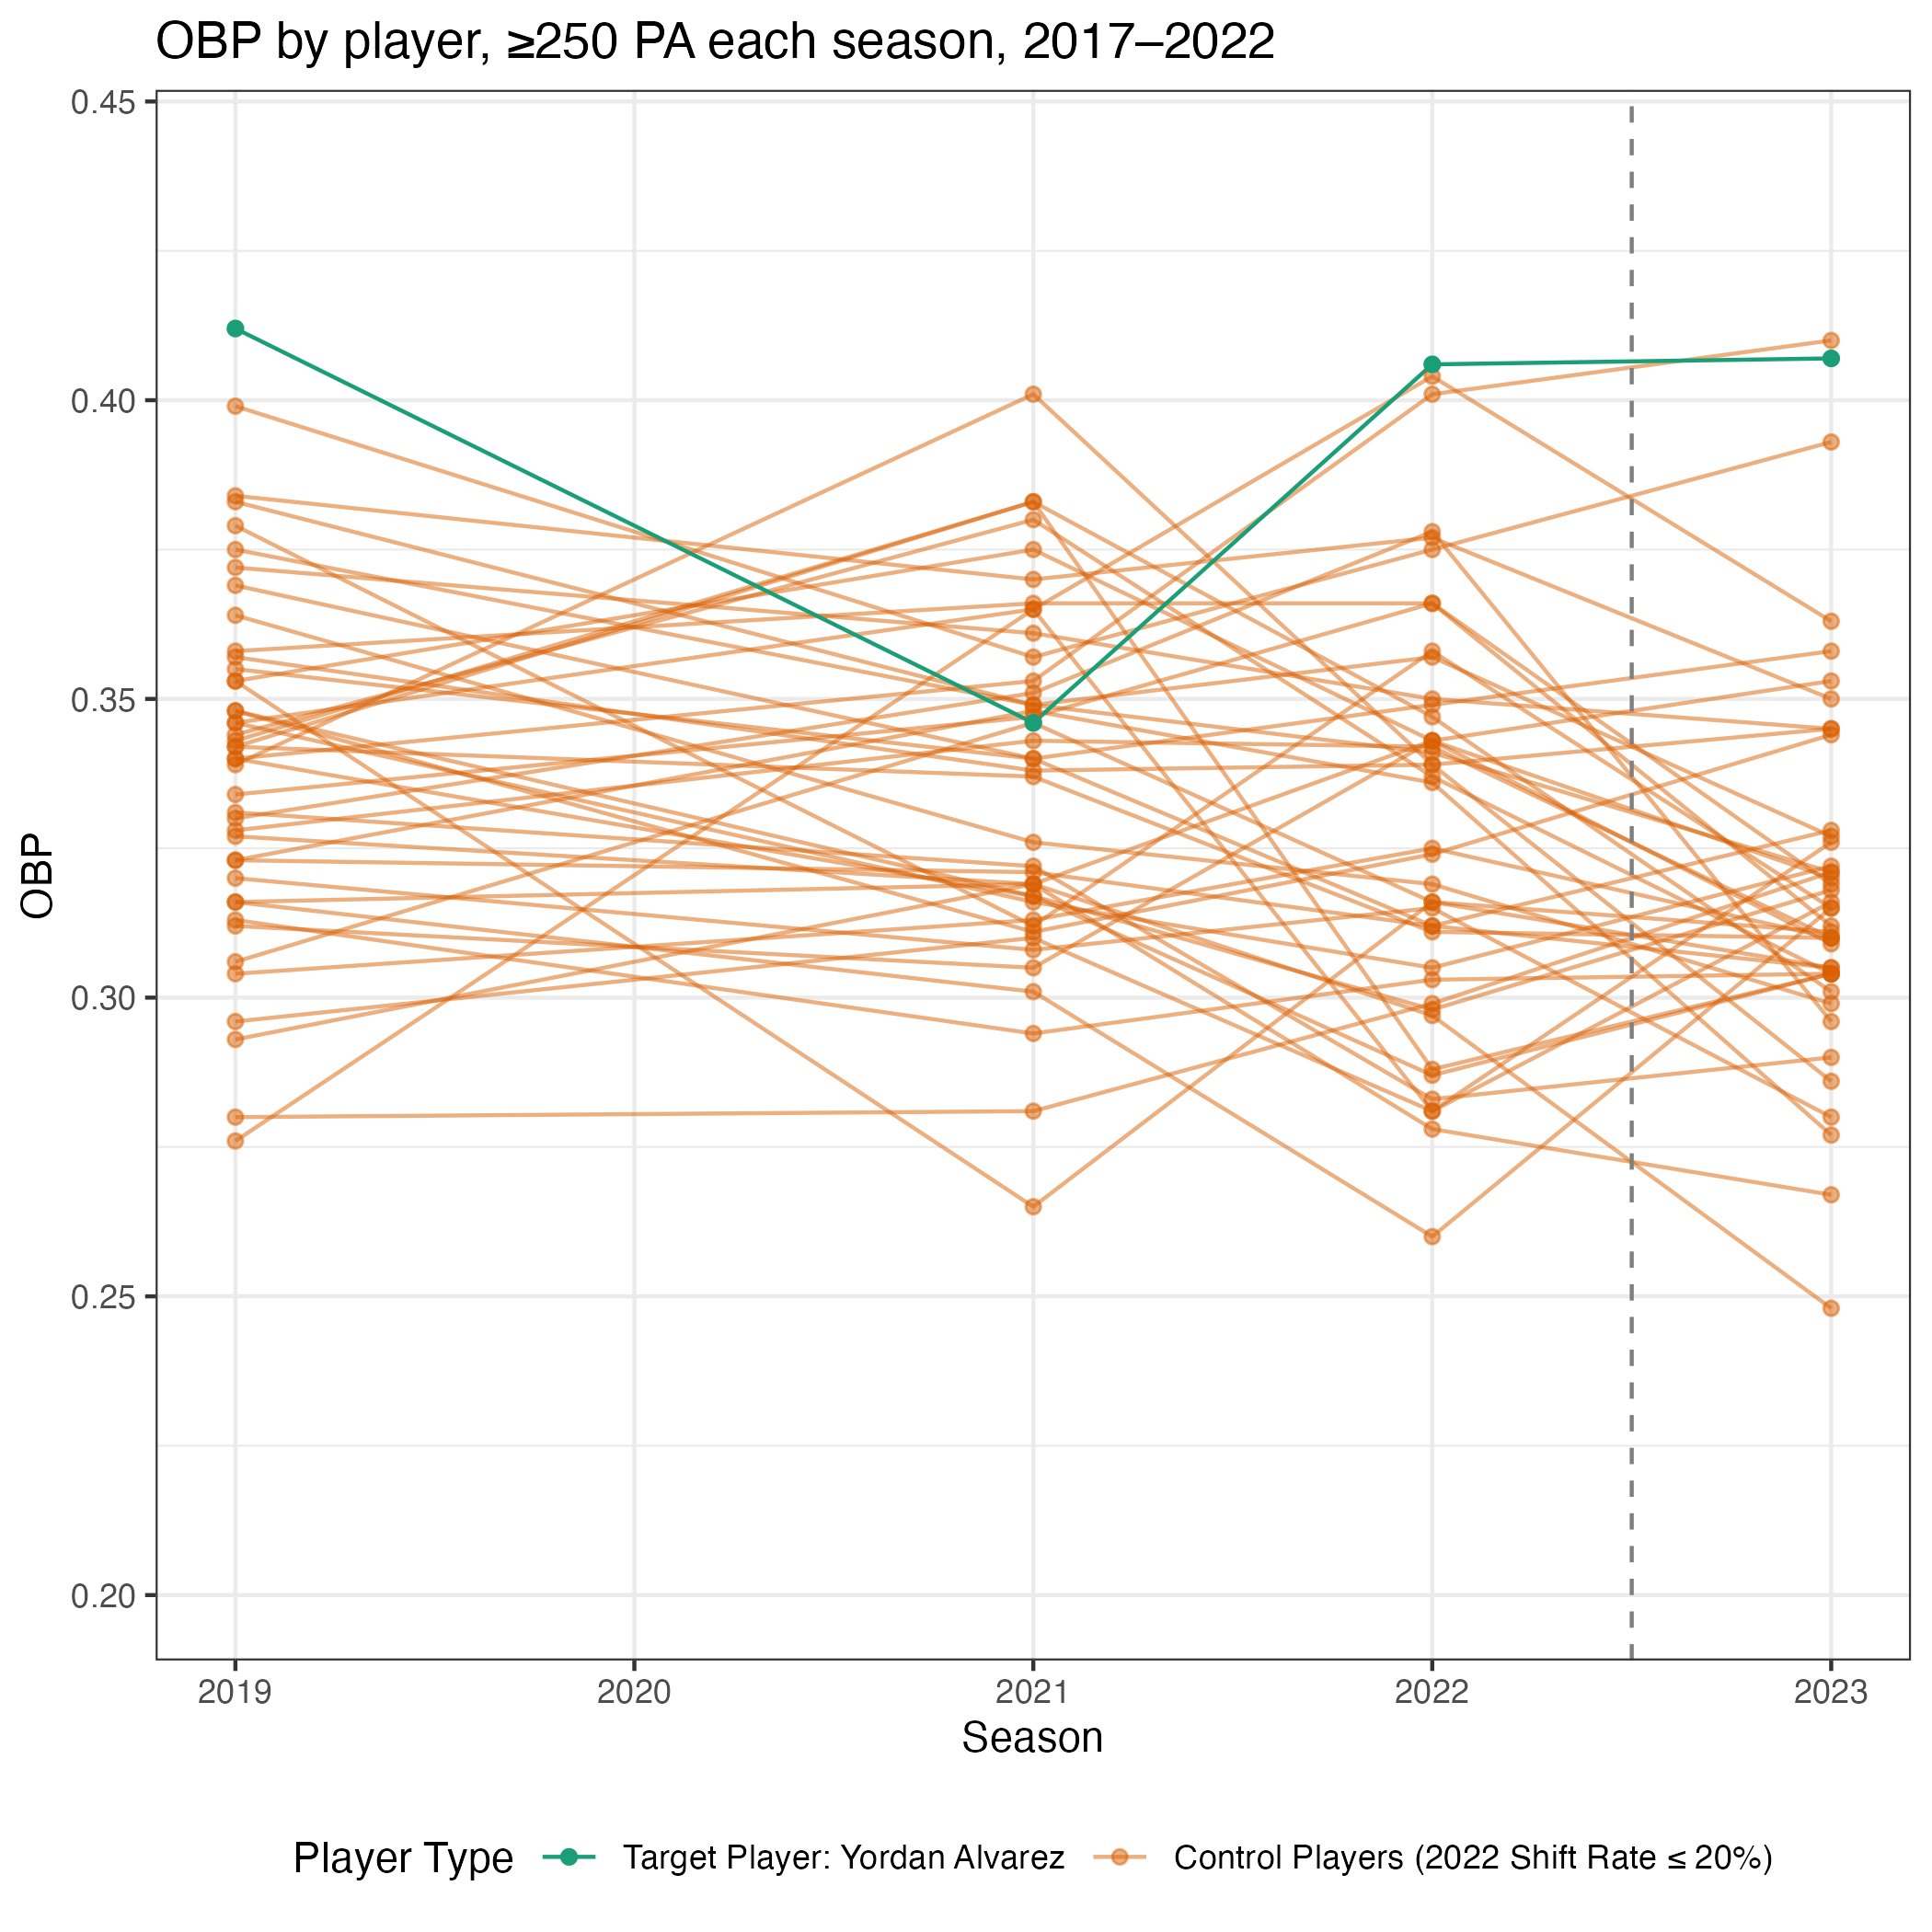 OBP by player, ≥250 PA each season, 2017–2022
0.45
0.40
0.35
0.30
0.25
0.20
OBP
2019 2020 2021 2022 2023
Season
Player Type Target Player: Yordan Alvarez Control Players (2022 Shift Rate ≤ 20%)